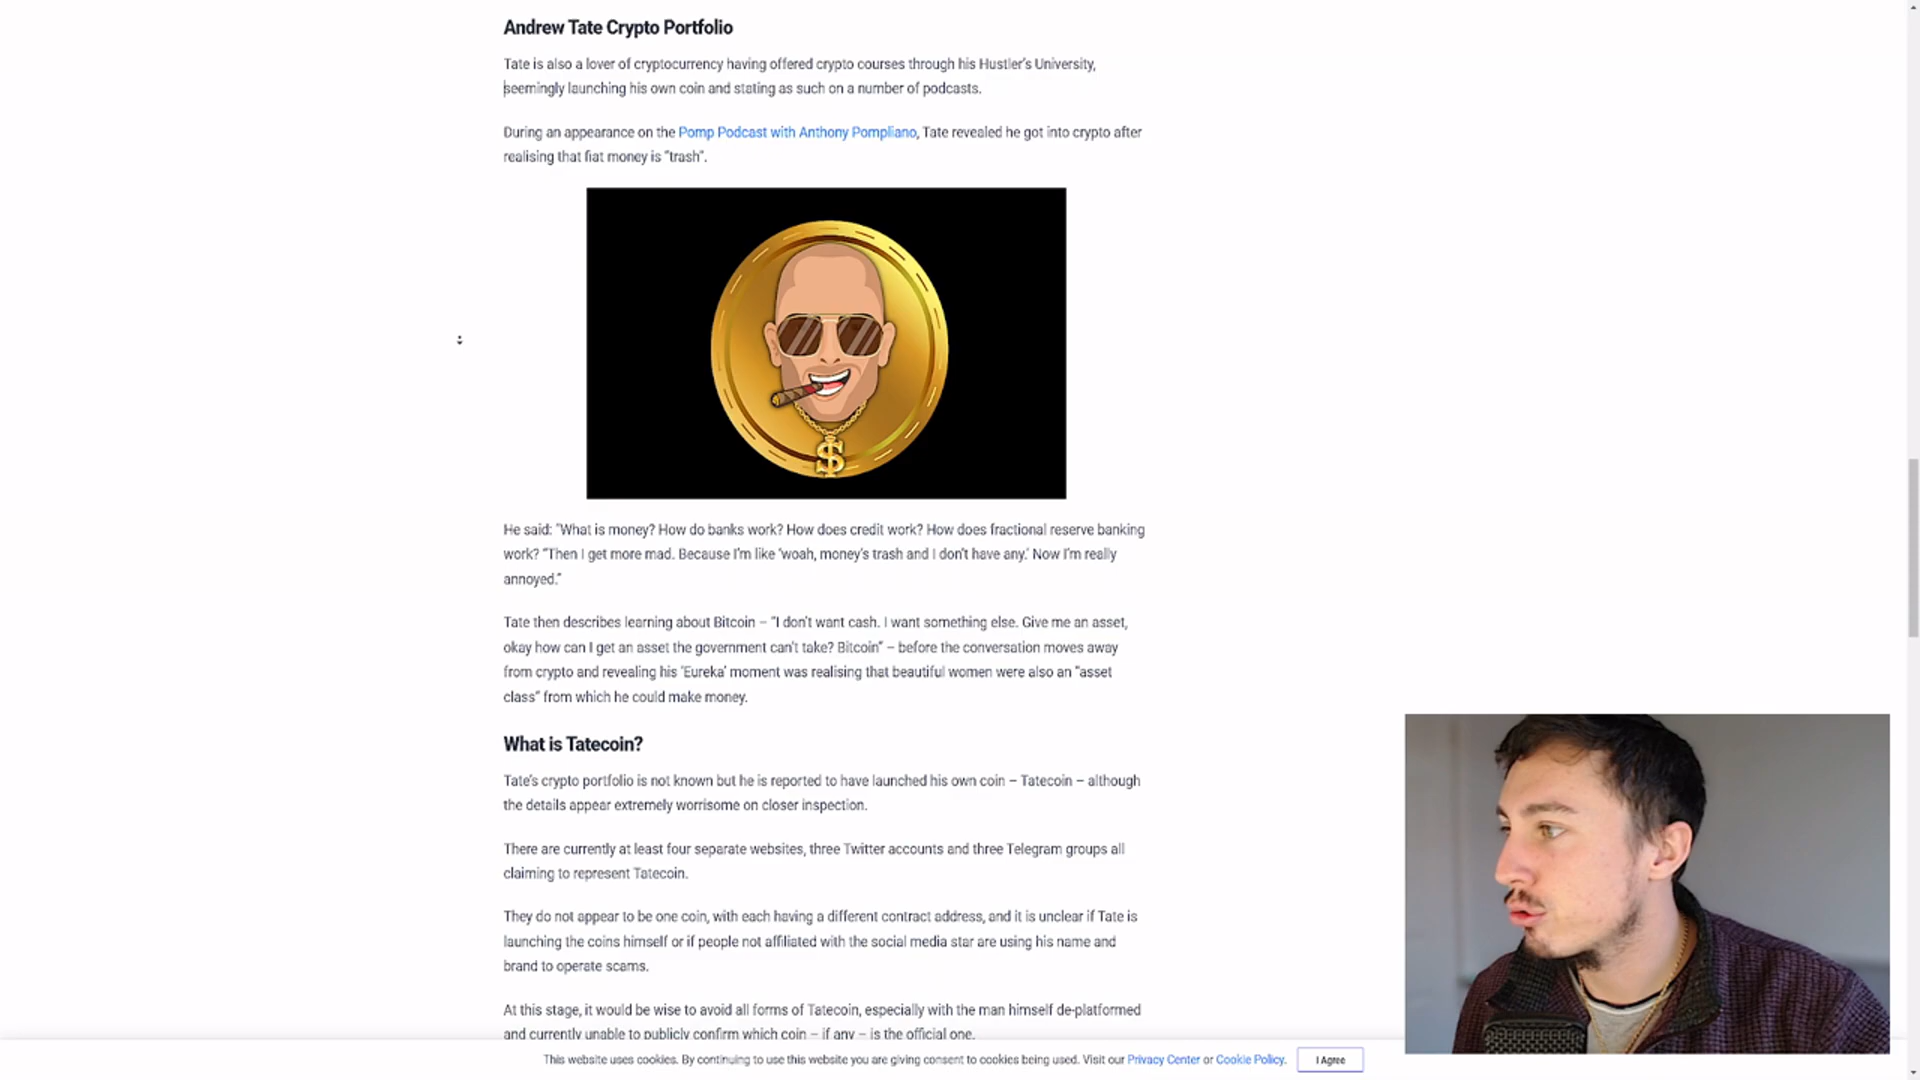 Andrew Tate Crypto Portfolio
Tate is also a lover of cryptocurrency having offered crypto courses through his Hustler's University,
seemingly launching his own coin and stating as such on a number of podcasts.
During an appearance on the Pomp Podcast with Anthony Pompliano, Tate revealed he got into crypto after
realising that fiat money is "trash".
$
He said: "What is money? How do banks work? How does credit work? How does fractional reserve banking
work? "Then I get more mad. Because I'm like 'woah, money's trash and I don't have any.' Now I'm really
annoyed."
Tate then describes learning about Bitcoin – "I don't want cash. I want something else. Give me an asset,
okay how can I get an asset the government can't take? Bitcoin" – before the conversation moves away
from crypto and revealing his 'Eureka' moment was realising that beautiful women were also an "asset
class" from which he could make money.
What is Tatecoin?
Tate's crypto portfolio is not known but he is reported to have launched his own coin – Tatecoin – although
the details appear extremely worrisome on closer inspection.
There are currently at least four separate websites, three Twitter accounts and three Telegram groups all
claiming to represent Tatecoin.
They do not appear to be one coin, with each having a different contract address, and it is unclear if Tate is
launching the coins himself or if people not affiliated with the social media star are using his name and
brand to operate scams.
At this stage, it would be wise to avoid all forms of Tatecoin, especially with the man himself de-platformed
and currently unable to publicly confirm which coin – if any – is the official one.
This website uses cookies. By continuing to use this website you are giving consent to cookies being used. Visit our Privacy Center or Cookie Policy. I Agree